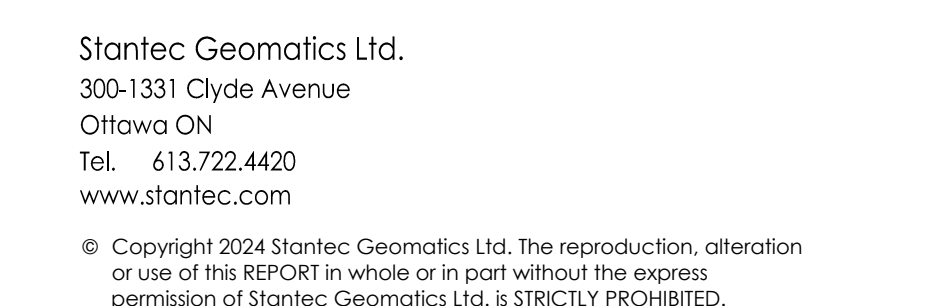 Stantec Geomatics Ltd.
300-1331 Clyde Avenue
Ottawa ON
Tel. 613.722.4420
www.stantec.com
© Copyright 2024 Stantec Geomatics Ltd. The reproduction, alteration
or use of this REPORT in whole or in part without the express
permission of Stantec Geomatics Ltd. is STRICTLY PROHIBITED.